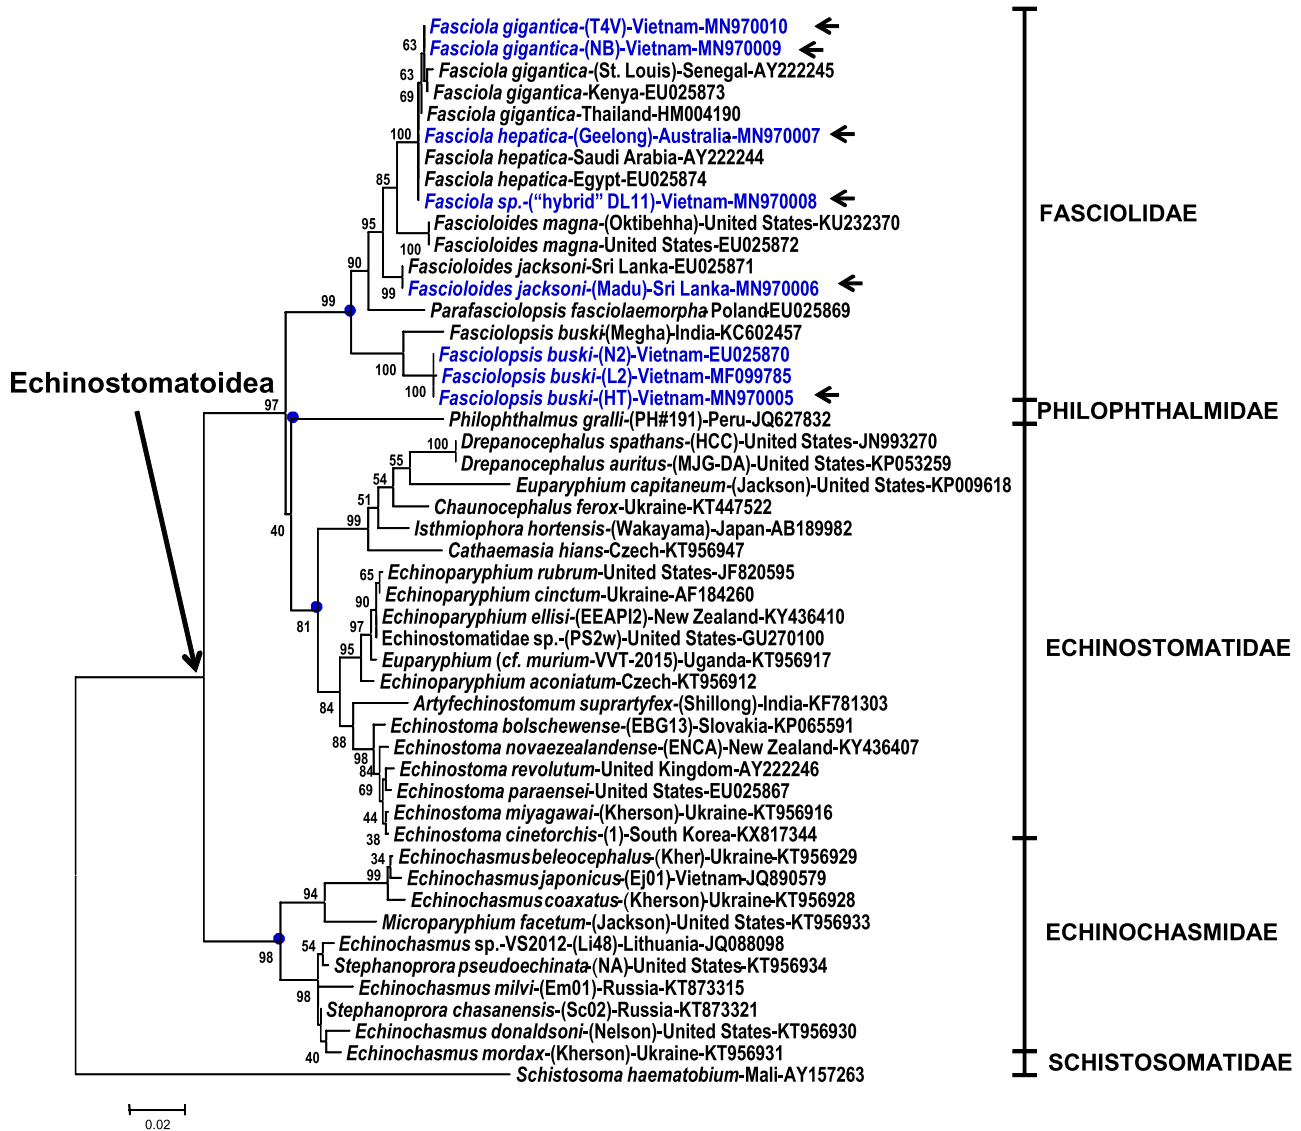 Fasciola gigantica-(T4V)-Vietnam-MN970010
Fasciola gigantica-(NB)-Vietnam-MN970009
63
Fasciola gigantica-(St. Louis)-Senegal-AY222245
63
Fasciola gigantica-Kenya-EU025873
69
Fasciola gigantica-Thailand-HM004190
100
Fasciola hepatica-(Geelong)-Australia-MN970007
Fasciola hepatica-Saudi Arabia-AY222244
85
Fasciola hepatica-Egypt-EU025874
Fasciola sp.-("hybrid" DL11)-Vietnam-MN970008
FASCIOLIDAE
95
Fascioloides magna-(Oktibehha)-United States-KU232370
100
Fascioloides magna-United States-EU025872
90
Fascioloides jacksoni-Sri Lanka-EU025871
99
Fascioloides jacksoni-(Madu)-Sri Lanka-MN970006
99
Parafasciolopsis fasciolaemorpha-Poland-EU025869
Fasciolopsis buski-(Megha)-India-KC602457
Fasciolopsis buski-(N2)-Vietnam-EU025870
100
Fasciolopsis buski-(L2)-Vietnam-MF099785
Echinostomatoidea
100
Fasciolopsis buski-(HT)-Vietnam-MN970005
97
PHILOPHTHALMIDAE
Philophthalmus gralli-(PH#191)-Peru-JQ627832
100
Drepanocephalus spathans-(HCC)-United States-JN993270
55
Drepanocephalus auritus-(MJG-DA)-United States-KP053259
54
Euparyphium capitaneum-(Jackson)-United States-KP009618
51
Chaunocephalus ferox-Ukraine-KT447522
40
99
Isthmiophora hortensis-(Wakayama)-Japan-AB189982
Cathaemasia hians-Czech-KT956947
65
Echinoparyphium rubrum-United States-JF820595
90
Echinoparyphium cinctum-Ukraine-AF184260
81
97
Echinoparyphium ellisi-(EEAPI2)-New Zealand-KY436410
Echinostomatidae sp.-(PS2w)-United States-GU270100
ECHINOSTOMATIDAE
95
Euparyphium (cf. murium-VVT-2015)-Uganda-KT956917
Echinoparyphium aconiatum-Czech-KT956912
84
Artyfechinostomum suprartyfex-(Shillong)-India-KF781303
Echinostoma bolschewense-(EBG13)-Slovakia-KP065591
88
Echinostoma novaezealandense-(ENCA)-New Zealand-KY436407
98
84
Echinostoma revolutum-United Kingdom-AY222246
69
Echinostoma paraensei-United States-EU025867
44
Echinostoma miyagawai-(Kherson)-Ukraine-KT956916
38
Echinostoma cinetorchis-(1)-South Korea-KX817344
34
Echinochasmus beleocephalus-(Kher)-Ukraine-KT956929
99
Echinochasmus japonicus-(Ej01)-Vietnam-JQ890579
94
Echinochasmus coaxatus-(Kherson)-Ukraine-KT956928
Microparyphium facetum-(Jackson)-United States-KT956933
ECHINOCHASMIDAE
98
54
Echinochasmus sp.-VS2012-(Li48)-Lithuania-JQ088098
Stephanoprora pseudoechinata-(NA)-United States-KT956934
98
Echinochasmus milvi-(Em01)-Russia-KT873315
Stephanoprora chasanensis-(Sc02)-Russia-KT873321
Echinochasmus donaldsoni-(Nelson)-United States-KT956930
40
Echinochasmus mordax-(Kherson)-Ukraine-KT956931
SCHISTOSOMATIDAE
Schistosoma haematobium-Mali-AY157263
0.02